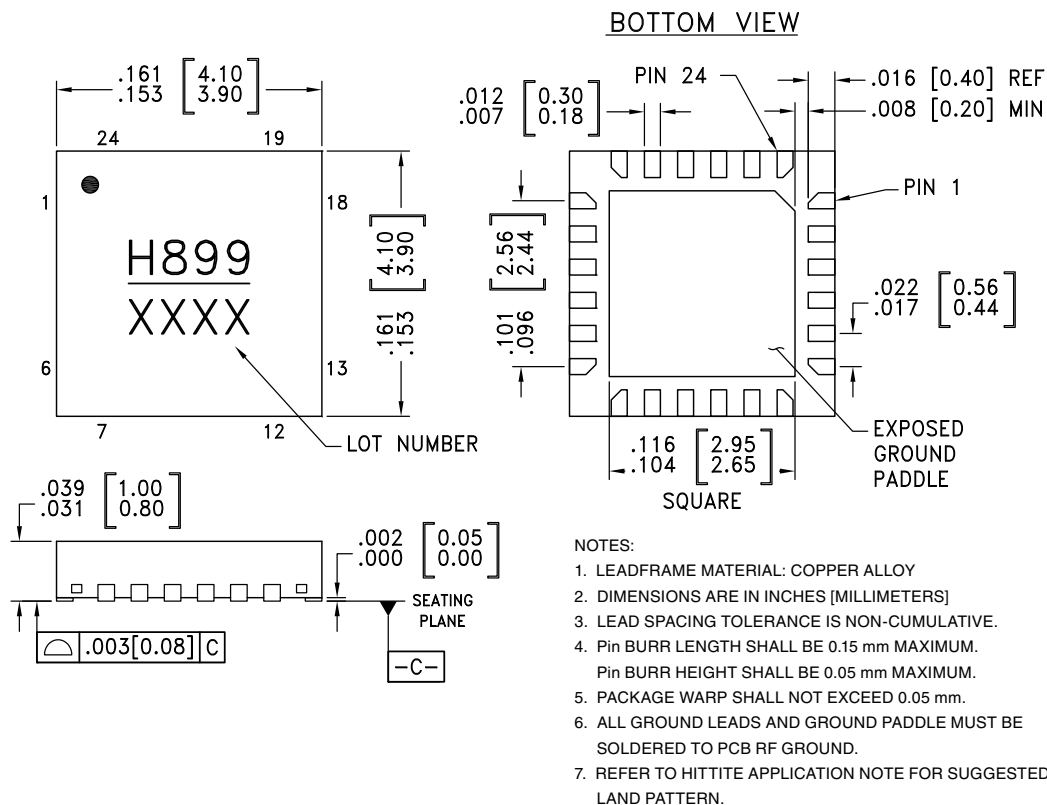 BOTTOM VIEW
.161 [4.10]
.153 [3.90]
24
19
1
18
H899
XXXX
6
13
7
12
LOT NUMBER
.161 [4.10]
.153 [3.90]
PIN 24
.012 [0.30]
.007 [0.18]
.016 [0.40] REF
.008 [0.20] MIN
PIN 1
.101 [2.56]
.096 [2.44]
.022 [0.56]
.017 [0.44]
EXPOSED
GROUND
PADDLE
.116 [2.95]
.104 [2.65]
SQUARE
.039 [1.00]
.031 [0.80]
.002 [0.05]
.000 [0.00]
SEATING
PLANE
.003[0.08] C
-C-
NOTES:
1. LEADFRAME MATERIAL: COPPER ALLOY
2. DIMENSIONS ARE IN INCHES [MILLIMETERS]
3. LEAD SPACING TOLERANCE IS NON-CUMULATIVE.
4. Pin BURR LENGTH SHALL BE 0.15 mm MAXIMUM.
Pin BURR HEIGHT SHALL BE 0.05 mm MAXIMUM.
5. PACKAGE WARP SHALL NOT EXCEED 0.05 mm.
6. ALL GROUND LEADS AND GROUND PADDLE MUST BE
SOLDERED TO PCB RF GROUND.
7. REFER TO HITTITE APPLICATION NOTE FOR SUGGESTED
LAND PATTERN.